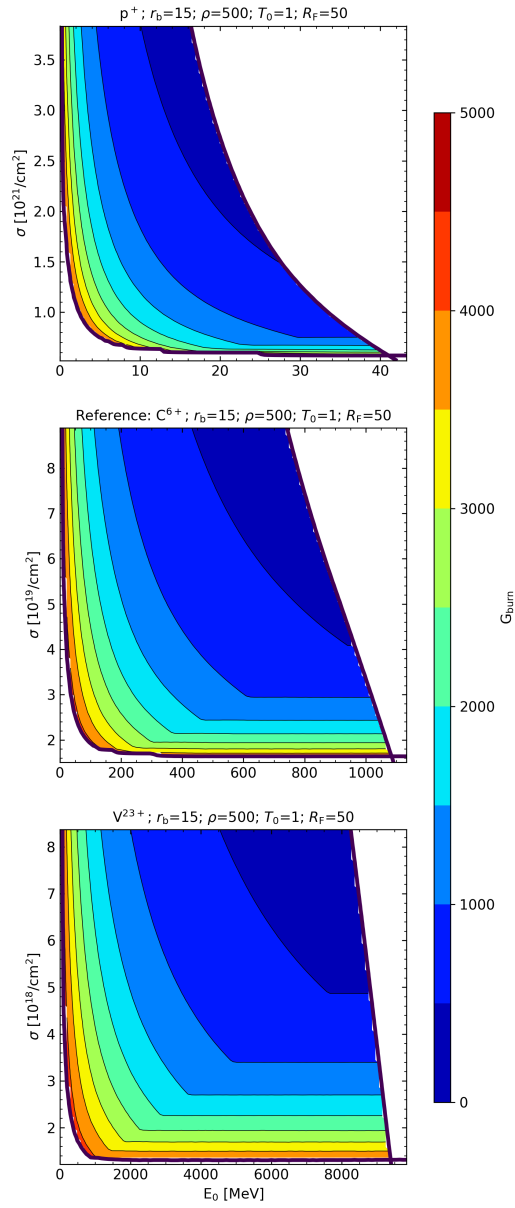 p⁺; r_b=15; ρ=500; T₀=1; R_F=50
3.5
3.0
2.5
2.0
1.5
1.0
σ [10²¹/cm²]
0 10 20 30 40
Reference: C⁶⁺; r_b=15; ρ=500; T₀=1; R_F=50
8
7
6
5
4
3
2
σ [10¹⁹/cm²]
0 200 400 600 800 1000
V²³⁺; r_b=15; ρ=500; T₀=1; R_F=50
8
7
6
5
4
3
2
σ [10¹⁸/cm²]
0 2000 4000 6000 8000
E₀ [MeV]
5000
4000
3000
2000
1000
0
G_burn